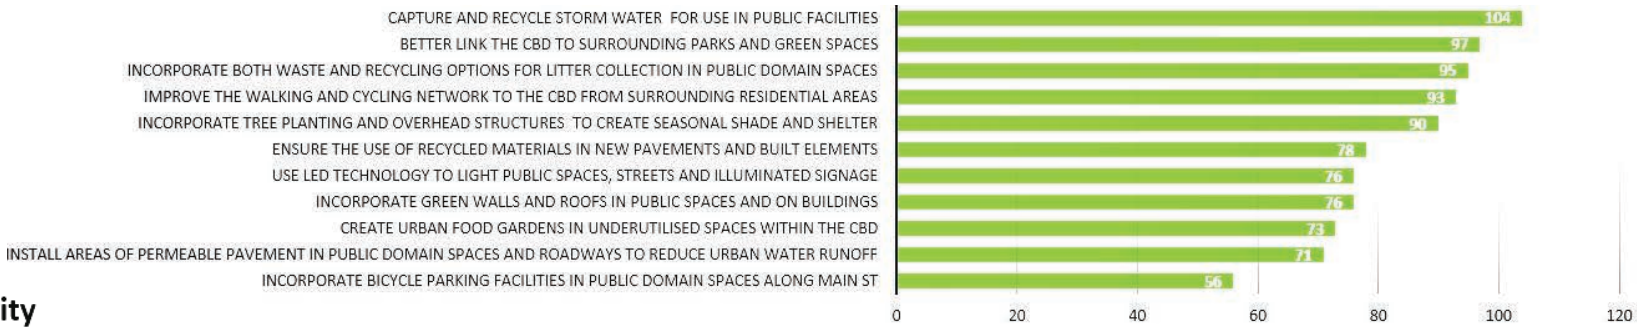 CAPTURE AND RECYCLE STORM WATER FOR USE IN PUBLIC FACILITIES 104
BETTER LINK THE CBD TO SURROUNDING PARKS AND GREEN SPACES 97
INCORPORATE BOTH WASTE AND RECYCLING OPTIONS FOR LITTER COLLECTION IN PUBLIC DOMAIN SPACES 95
IMPROVE THE WALKING AND CYCLING NETWORK TO THE CBD FROM SURROUNDING RESIDENTIAL AREAS 93
INCORPORATE TREE PLANTING AND OVERHEAD STRUCTURES TO CREATE SEASONAL SHADE AND SHELTER 90
ENSURE THE USE OF RECYCLED MATERIALS IN NEW PAVEMENTS AND BUILT ELEMENTS 78
USE LED TECHNOLOGY TO LIGHT PUBLIC SPACES, STREETS AND ILLUMINATED SIGNAGE 76
INCORPORATE GREEN WALLS AND ROOFS IN PUBLIC SPACES AND ON BUILDINGS 76
CREATE URBAN FOOD GARDENS IN UNDERUTILISED SPACES WITHIN THE CBD 73
INSTALL AREAS OF PERMEABLE PAVEMENT IN PUBLIC DOMAIN SPACES AND ROADWAYS TO REDUCE URBAN WATER RUNOFF 71
INCORPORATE BICYCLE PARKING FACILITIES IN PUBLIC DOMAIN SPACES ALONG MAIN ST 56
ity
0 20 40 60 80 100 120